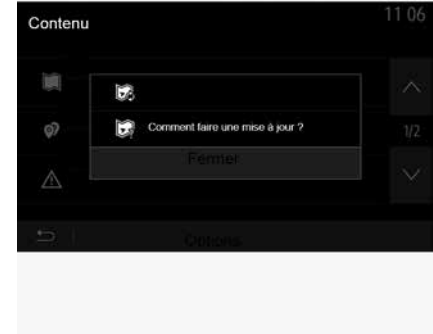 Contenu
11 06
Comment faire une mise à jour ?
1/2
Fermer
Options